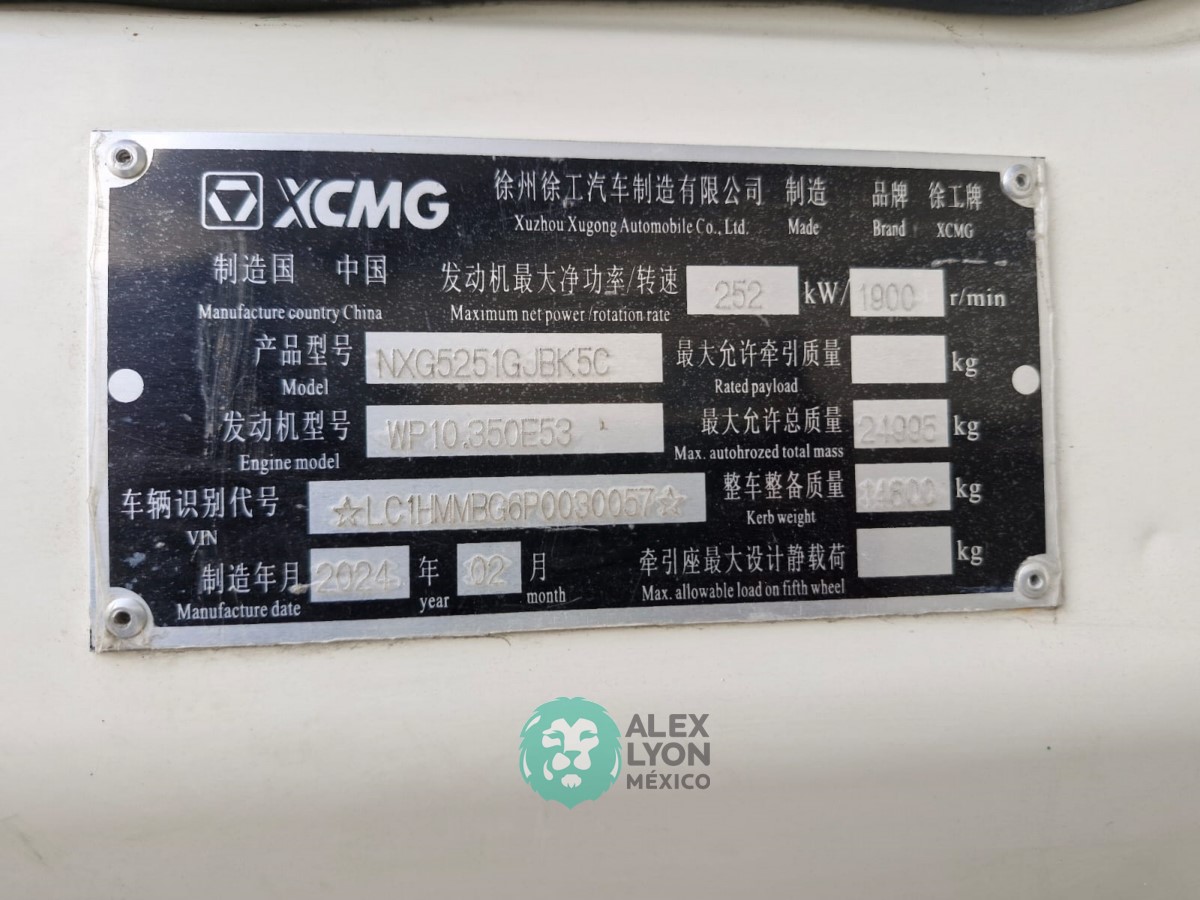 XCMG 徐州徐工汽车制造有限公司 制造 品牌 徐工牌
Xuzhou Xugong Automobile Co., Ltd. Made Brand XCMG
制造国 中国 发动机最大净功率/转速 252 kW/ 1900 r/min
Manufacture country China Maximum net power /rotation rate
产品型号 NXG5251GJBK5C 最大允许牵引质量 kg
Model Rated payload
发动机型号 WP10.350E53 最大允许总质量 24995 kg
Engine model Max. autohrozed total mass
车辆识别代号 ☆LC1HMMBG6P0030057☆ 整车整备质量 kg
VIN Kerb weight
制造年月 2024 年 02 月 牵引座最大设计静载荷 kg
Manufacture date year month Max. allowable load on fifth wheel
ALEX
LYON
MÉXICO